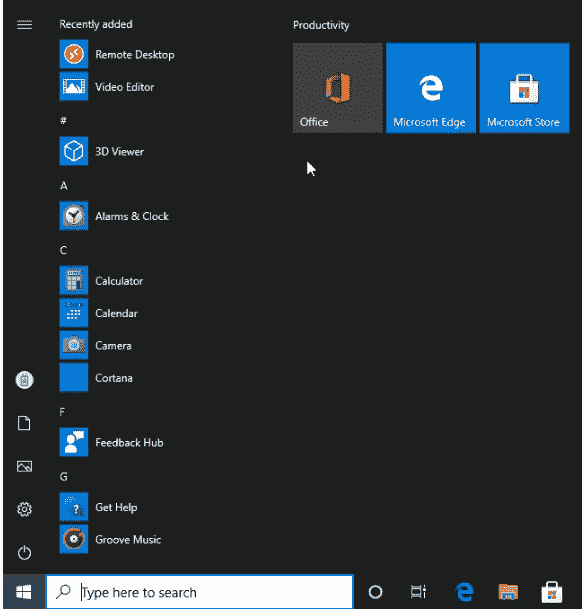 Recently added
Remote Desktop
Video Editor
#
3D Viewer
A
Alarms & Clock
C
Calculator
Calendar
Camera
Cortana
F
Feedback Hub
G
Get Help
Groove Music
Productivity
Office
Microsoft Edge
Microsoft Store
Type here to search